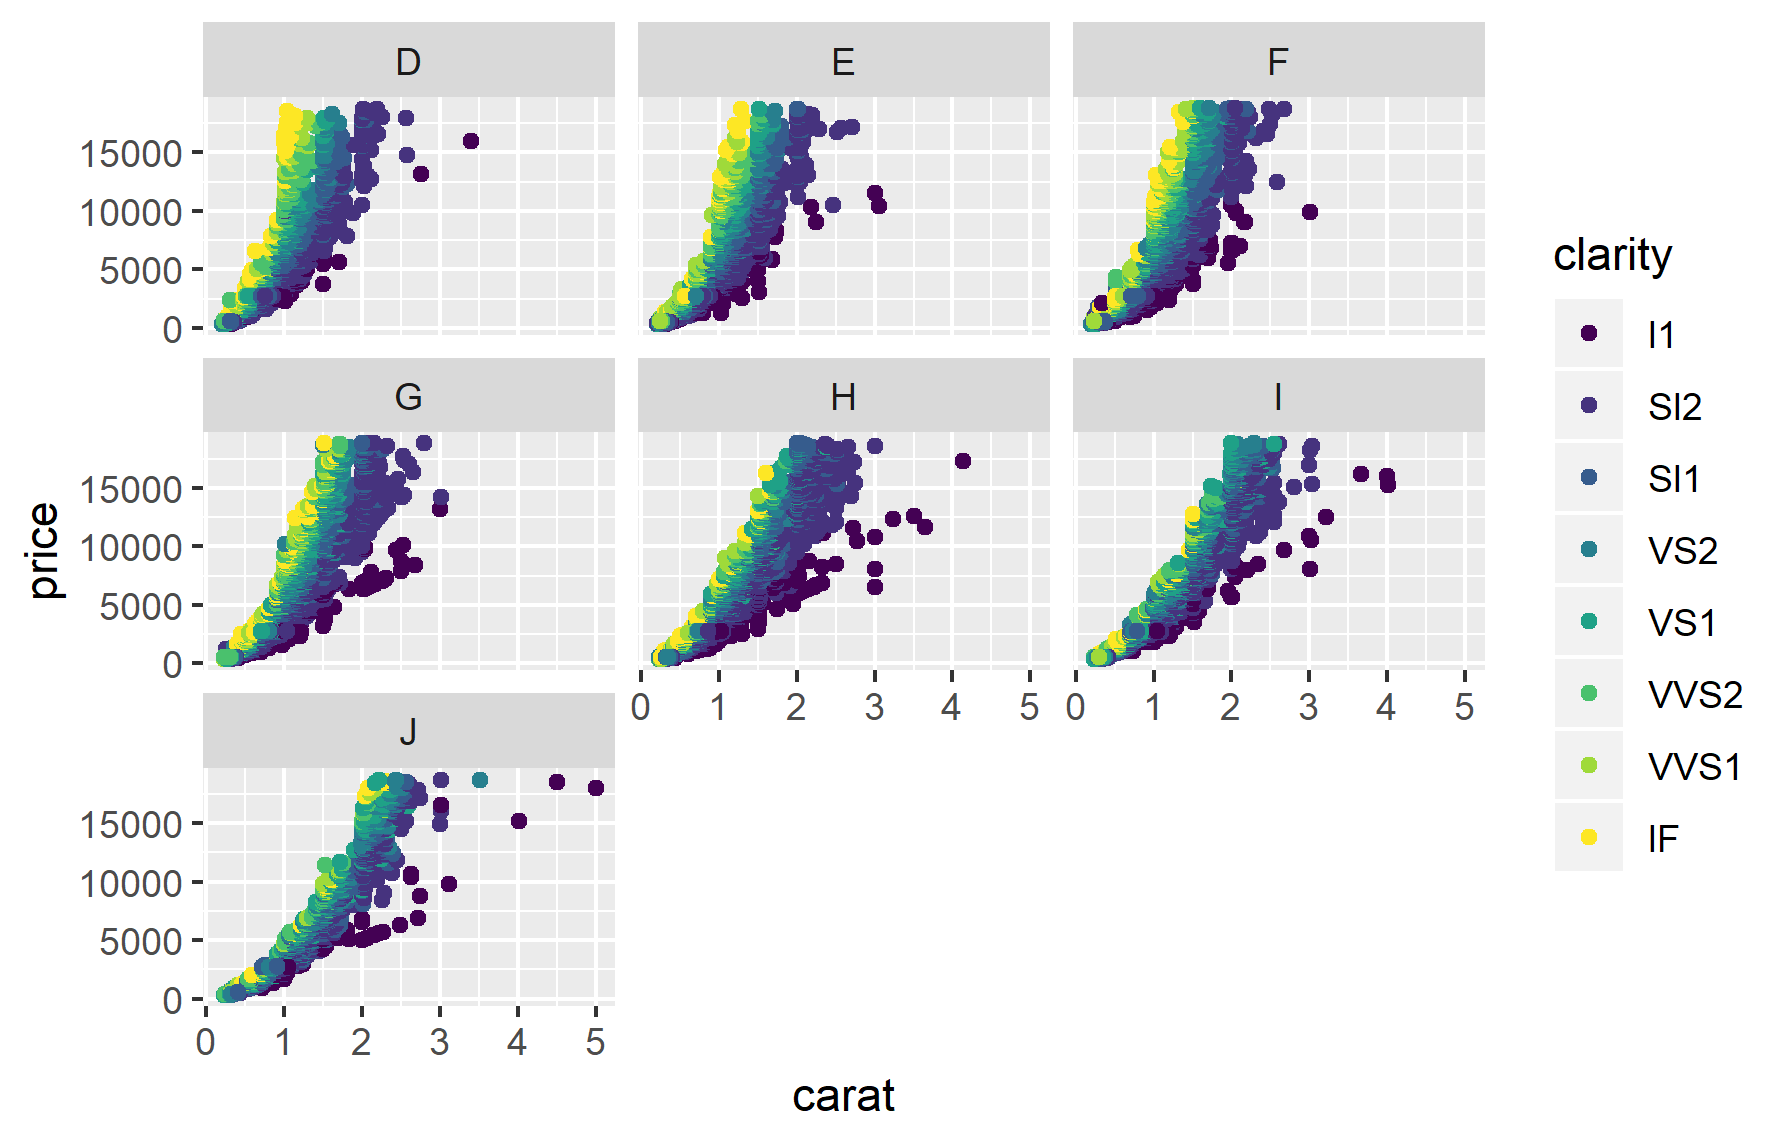 D E F
15000
10000
5000
0
G H I
15000
10000
5000
0
0 1 2 3 4 5 0 1 2 3 4 5
J
15000
10000
5000
0
0 1 2 3 4 5
carat
price
clarity
I1
SI2
SI1
VS2
VS1
VVS2
VVS1
IF